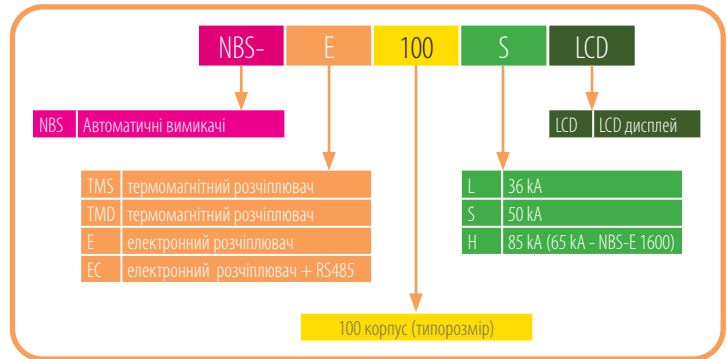 NBS- E 100 S LCD
NBS Автоматичні вимикачі
LCD LCD дисплей
TMS термомагнітний розчіплювач
TMD термомагнітний розчіплювач
E електронний розчіплювач
EC електронний розчіплювач + RS485
L 36 kA
S 50 kA
H 85 kA (65 kA - NBS-E 1600)
100 корпус (типорозмір)